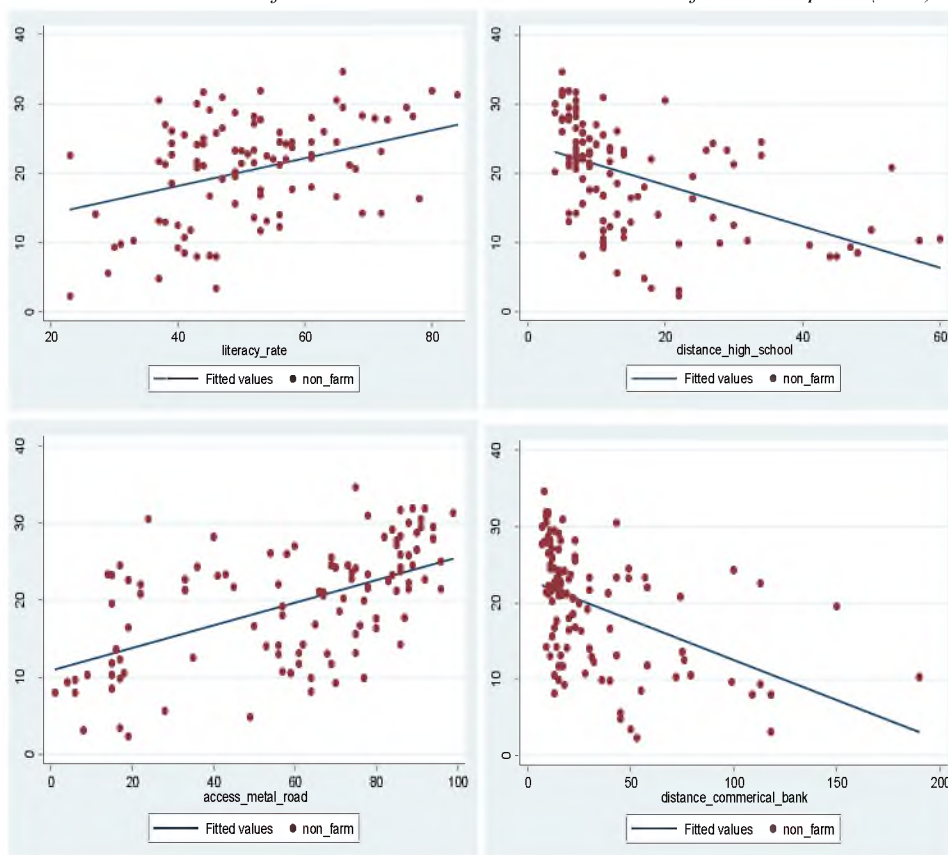 40
30
20
10
0
20 40 60 80
literacy_rate
Fitted values non_farm
40
30
20
10
0
0 20 40 60
distance_high_school
Fitted values non_farm
40
30
20
10
0
0 20 40 60 80 100
access_metal_road
Fitted values non_farm
40
30
20
10
0
0 50 100 150 200
distance_commerical_bank
Fitted values non_farm